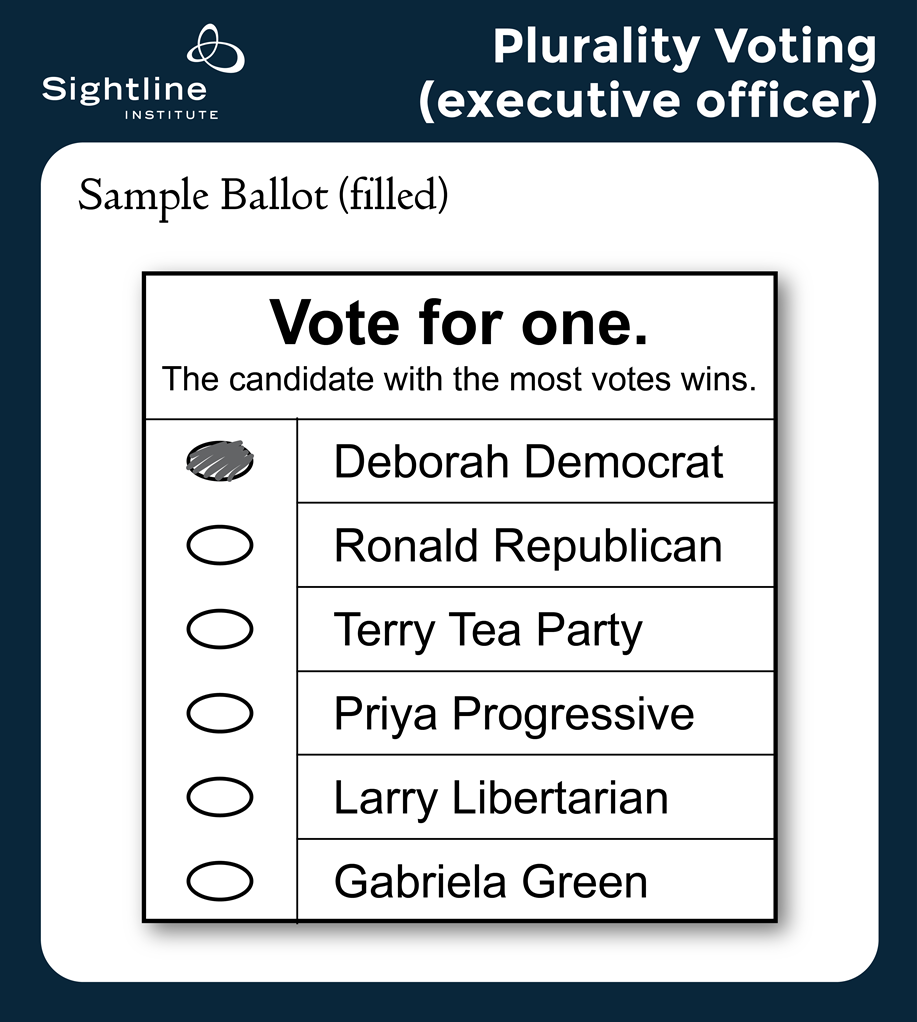 Sightline
INSTITUTE
Plurality Voting
(executive officer)
Sample Ballot (filled)
Vote for one.
The candidate with the most votes wins.
Deborah Democrat
Ronald Republican
Terry Tea Party
Priya Progressive
Larry Libertarian
Gabriela Green